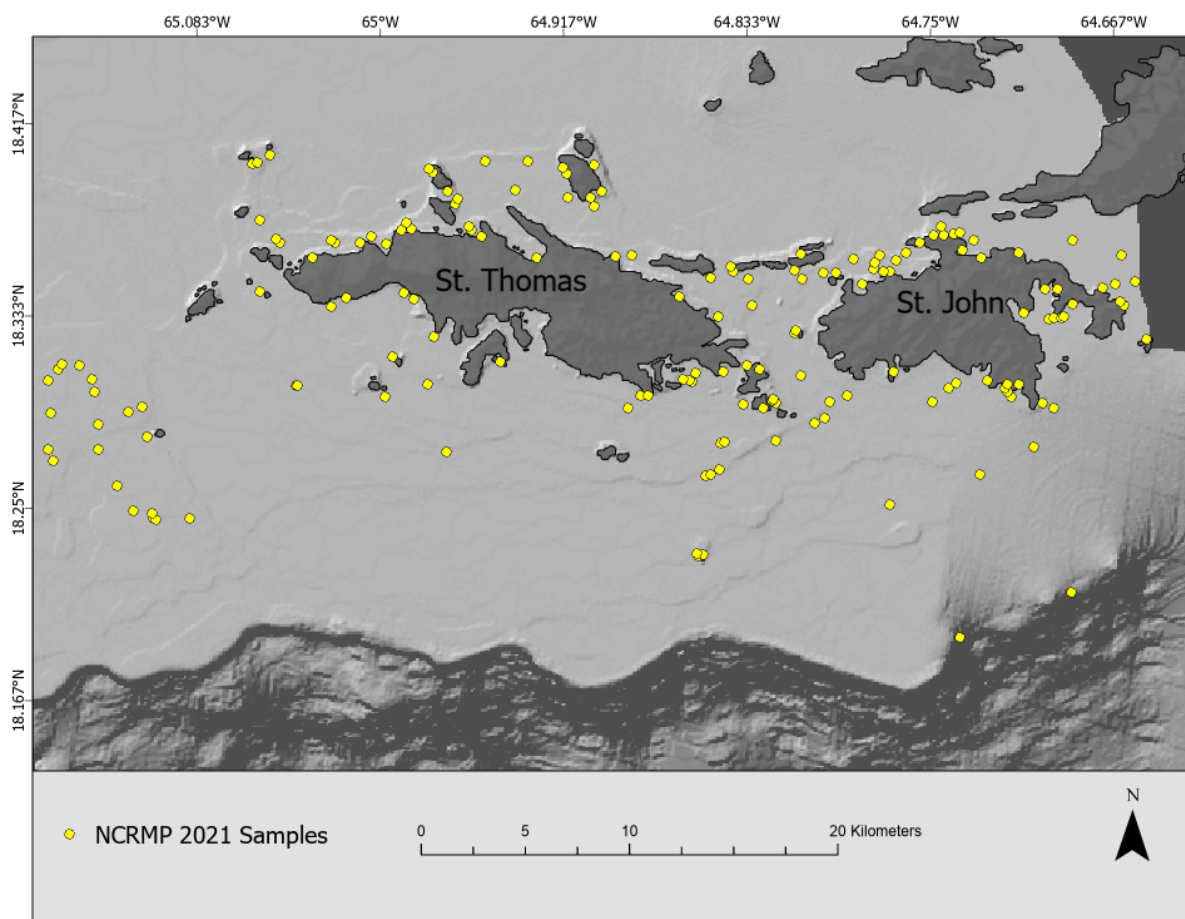 65.083°W 65°W 64.917°W 64.833°W 64.75°W 64.667°W
18.417°N
18.333°N
18.25°N
18.167°N
St. Thomas
St. John
N
NCRMP 2021 Samples
0 5 10 20 Kilometers